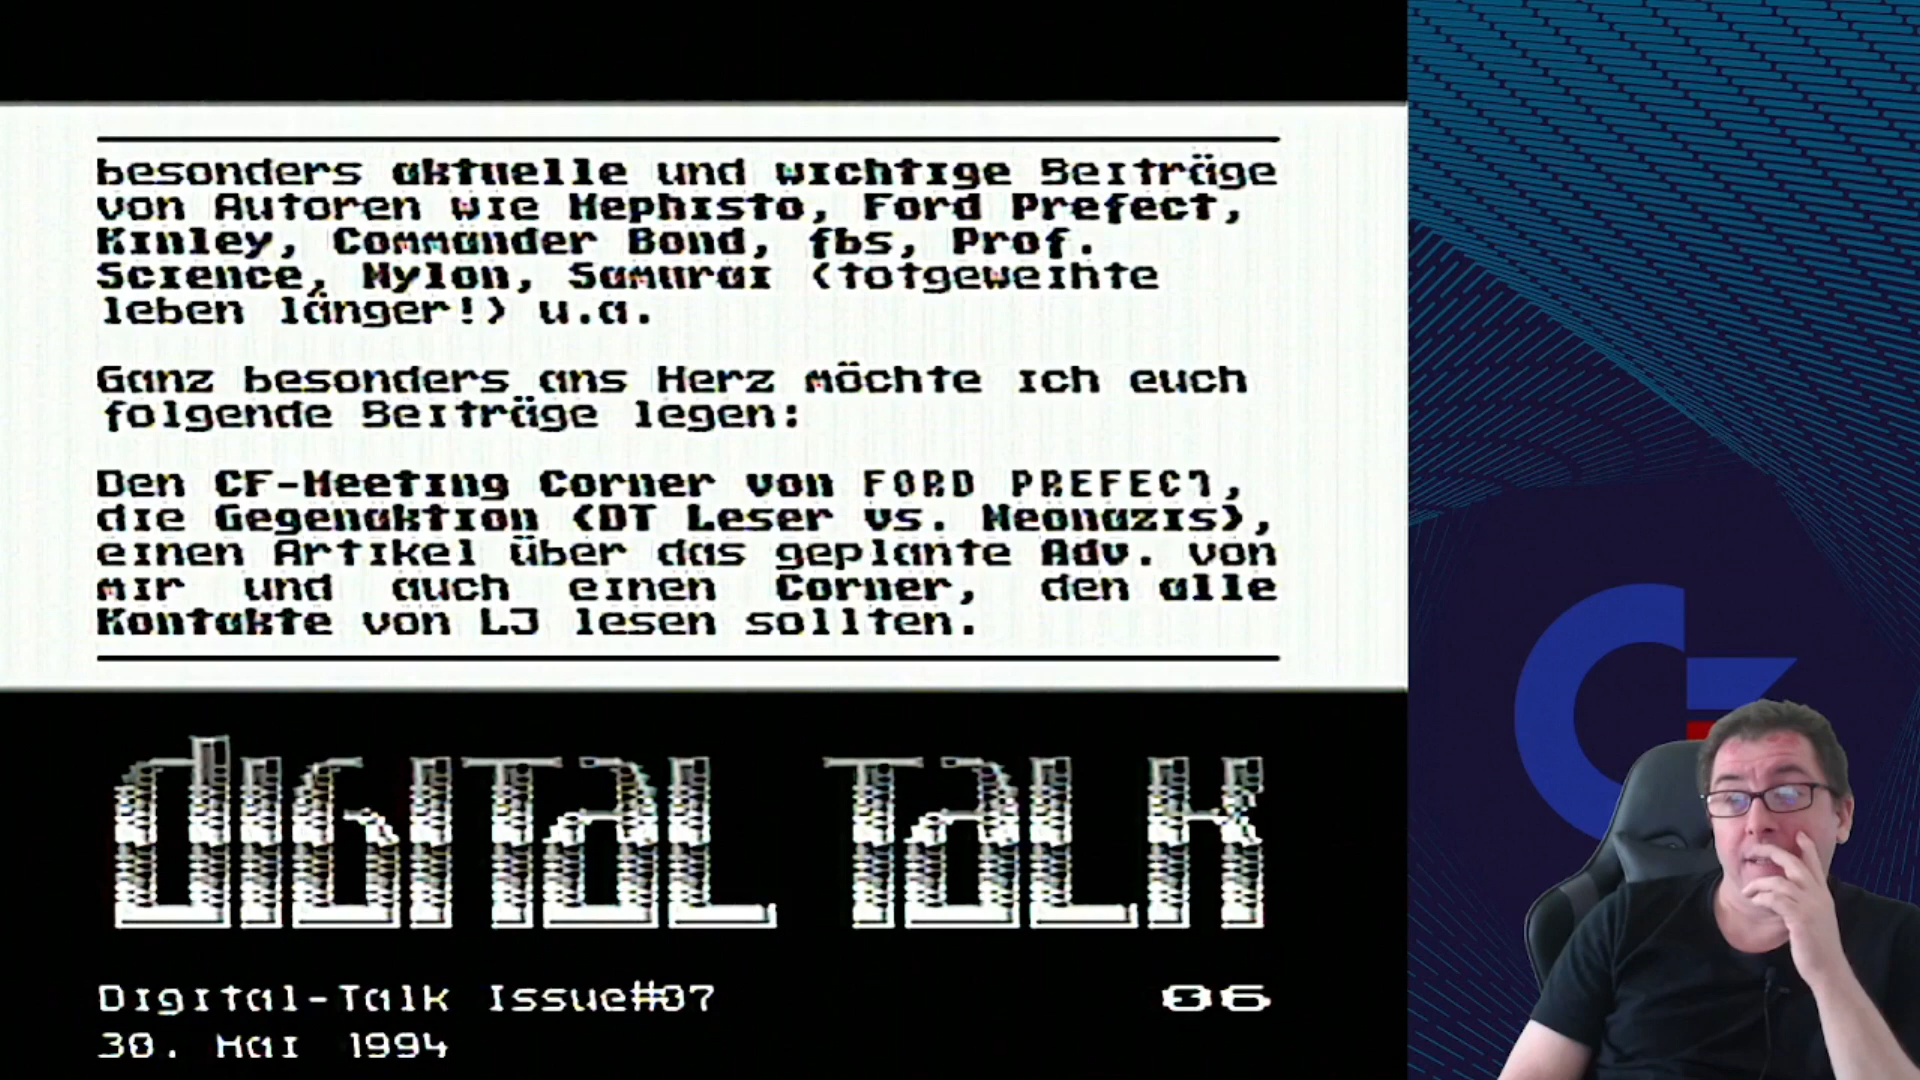 besonders aktuelle und wichtige Beiträge
von Autoren wie Mephisto, Ford Prefect,
Kinley, Commander Bond, fbs, Prof.
Science, Nylon, Samurai (totgeweihte
leben länger!) u.a.
Ganz besonders ans Herz möchte ich euch
folgende Beiträge legen:
Den CF-Meeting Corner von FORD PREFECT,
die Gegenaktion (DT Leser vs. Neonazis),
einen Artikel über das geplante Adv. von
mir und auch einen Corner, den alle
Kontakte von LJ lesen sollten.
DIGITAL TALK
Digital-Talk Issue#07 06
30. Mai 1994